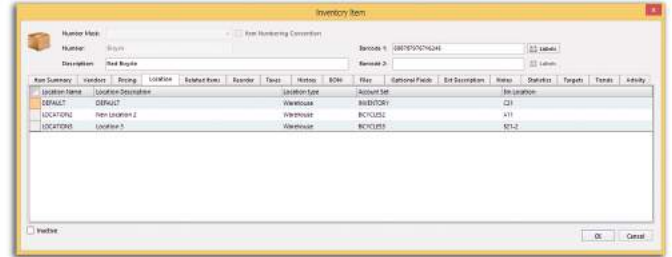 Inventory Item
Number Mask:
Item Numbering Convention
Number: Bicycle Barcode 1: Labels
Description: Red Bicycle Barcode 2: Labels
Item Summary Vendors Pricing Location Related Items Reorder Taxes History BOM Files Optional Fields Ext Description Notes Statistics Targets Trends Activity
Location Name Location Description Location Type Account Set Bin Location
DEFAULT DEFAULT Warehouse INVENTORY C21
LOCATION2 New Location 2 Warehouse BICYCLES2 A11
LOCATION3 Location 3 Warehouse BICYCLES3 B21-2
Inactive
OK Cancel